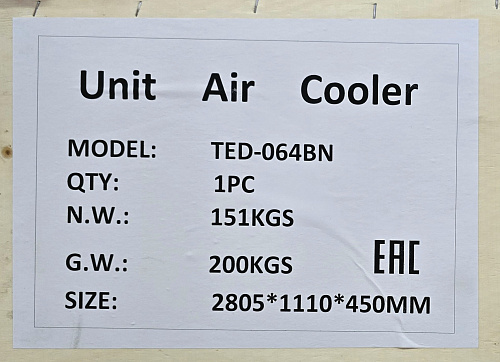 Unit Air Cooler
MODEL: TED-064BN
QTY: 1PC
N.W.: 151KGS
G.W.: 200KGS
EAC
SIZE: 2805*1110*450MM